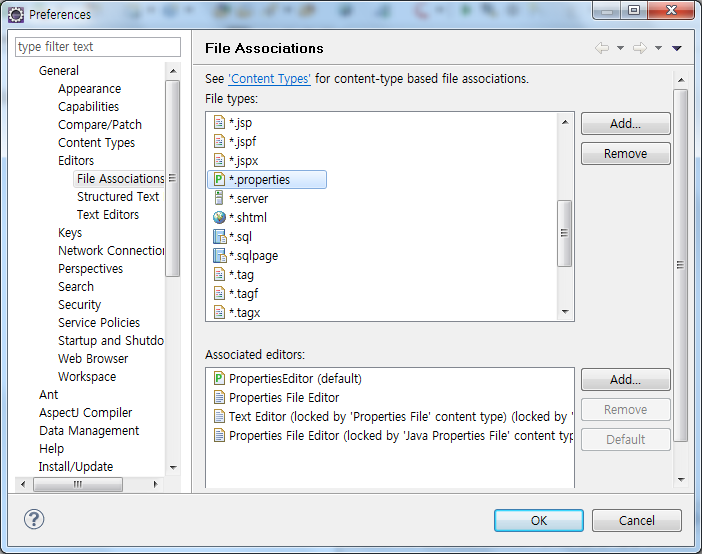 Preferences
type filter text
General
Appearance
Capabilities
Compare/Patch
Content Types
Editors
File Associations
Structured Text
Text Editors
Keys
Network Connection
Perspectives
Search
Security
Service Policies
Startup and Shutdo
Web Browser
Workspace
Ant
AspectJ Compiler
Data Management
Help
Install/Update
File Associations
See 'Content Types' for content-type based file associations.
File types:
*.jsp
*.jspf
*.jspx
*.properties
*.server
*.shtml
*.sql
*.sqlpage
*.tag
*.tagf
*.tagx
Add...
Remove
Associated editors:
PropertiesEditor (default)
Properties File Editor
Text Editor (locked by 'Properties File' content type) (locked by '
Properties File Editor (locked by 'Java Properties File' content typ
Add...
Remove
Default
?
OK
Cancel